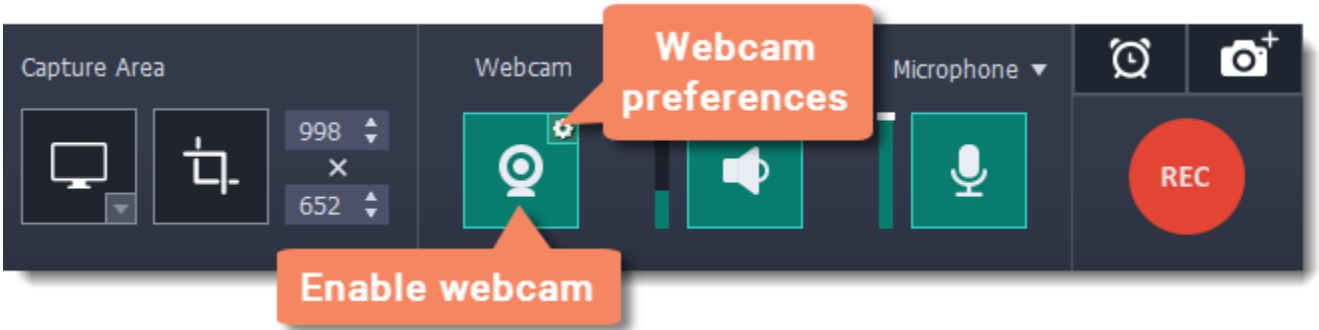 Capture Area
998
×
652
Webcam
Webcam
preferences
Microphone
REC
Enable webcam